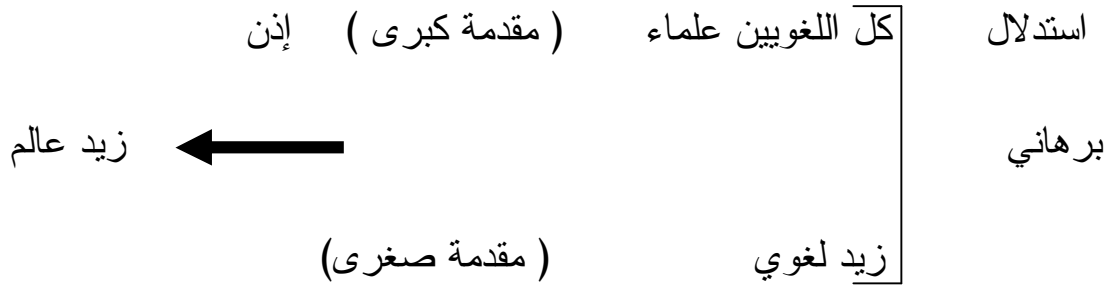 استدلال كل اللغويين علماء ( مقدمة كبرى ) إذن
برهاني زيد عالم
زيد لغوي ( مقدمة صغرى)